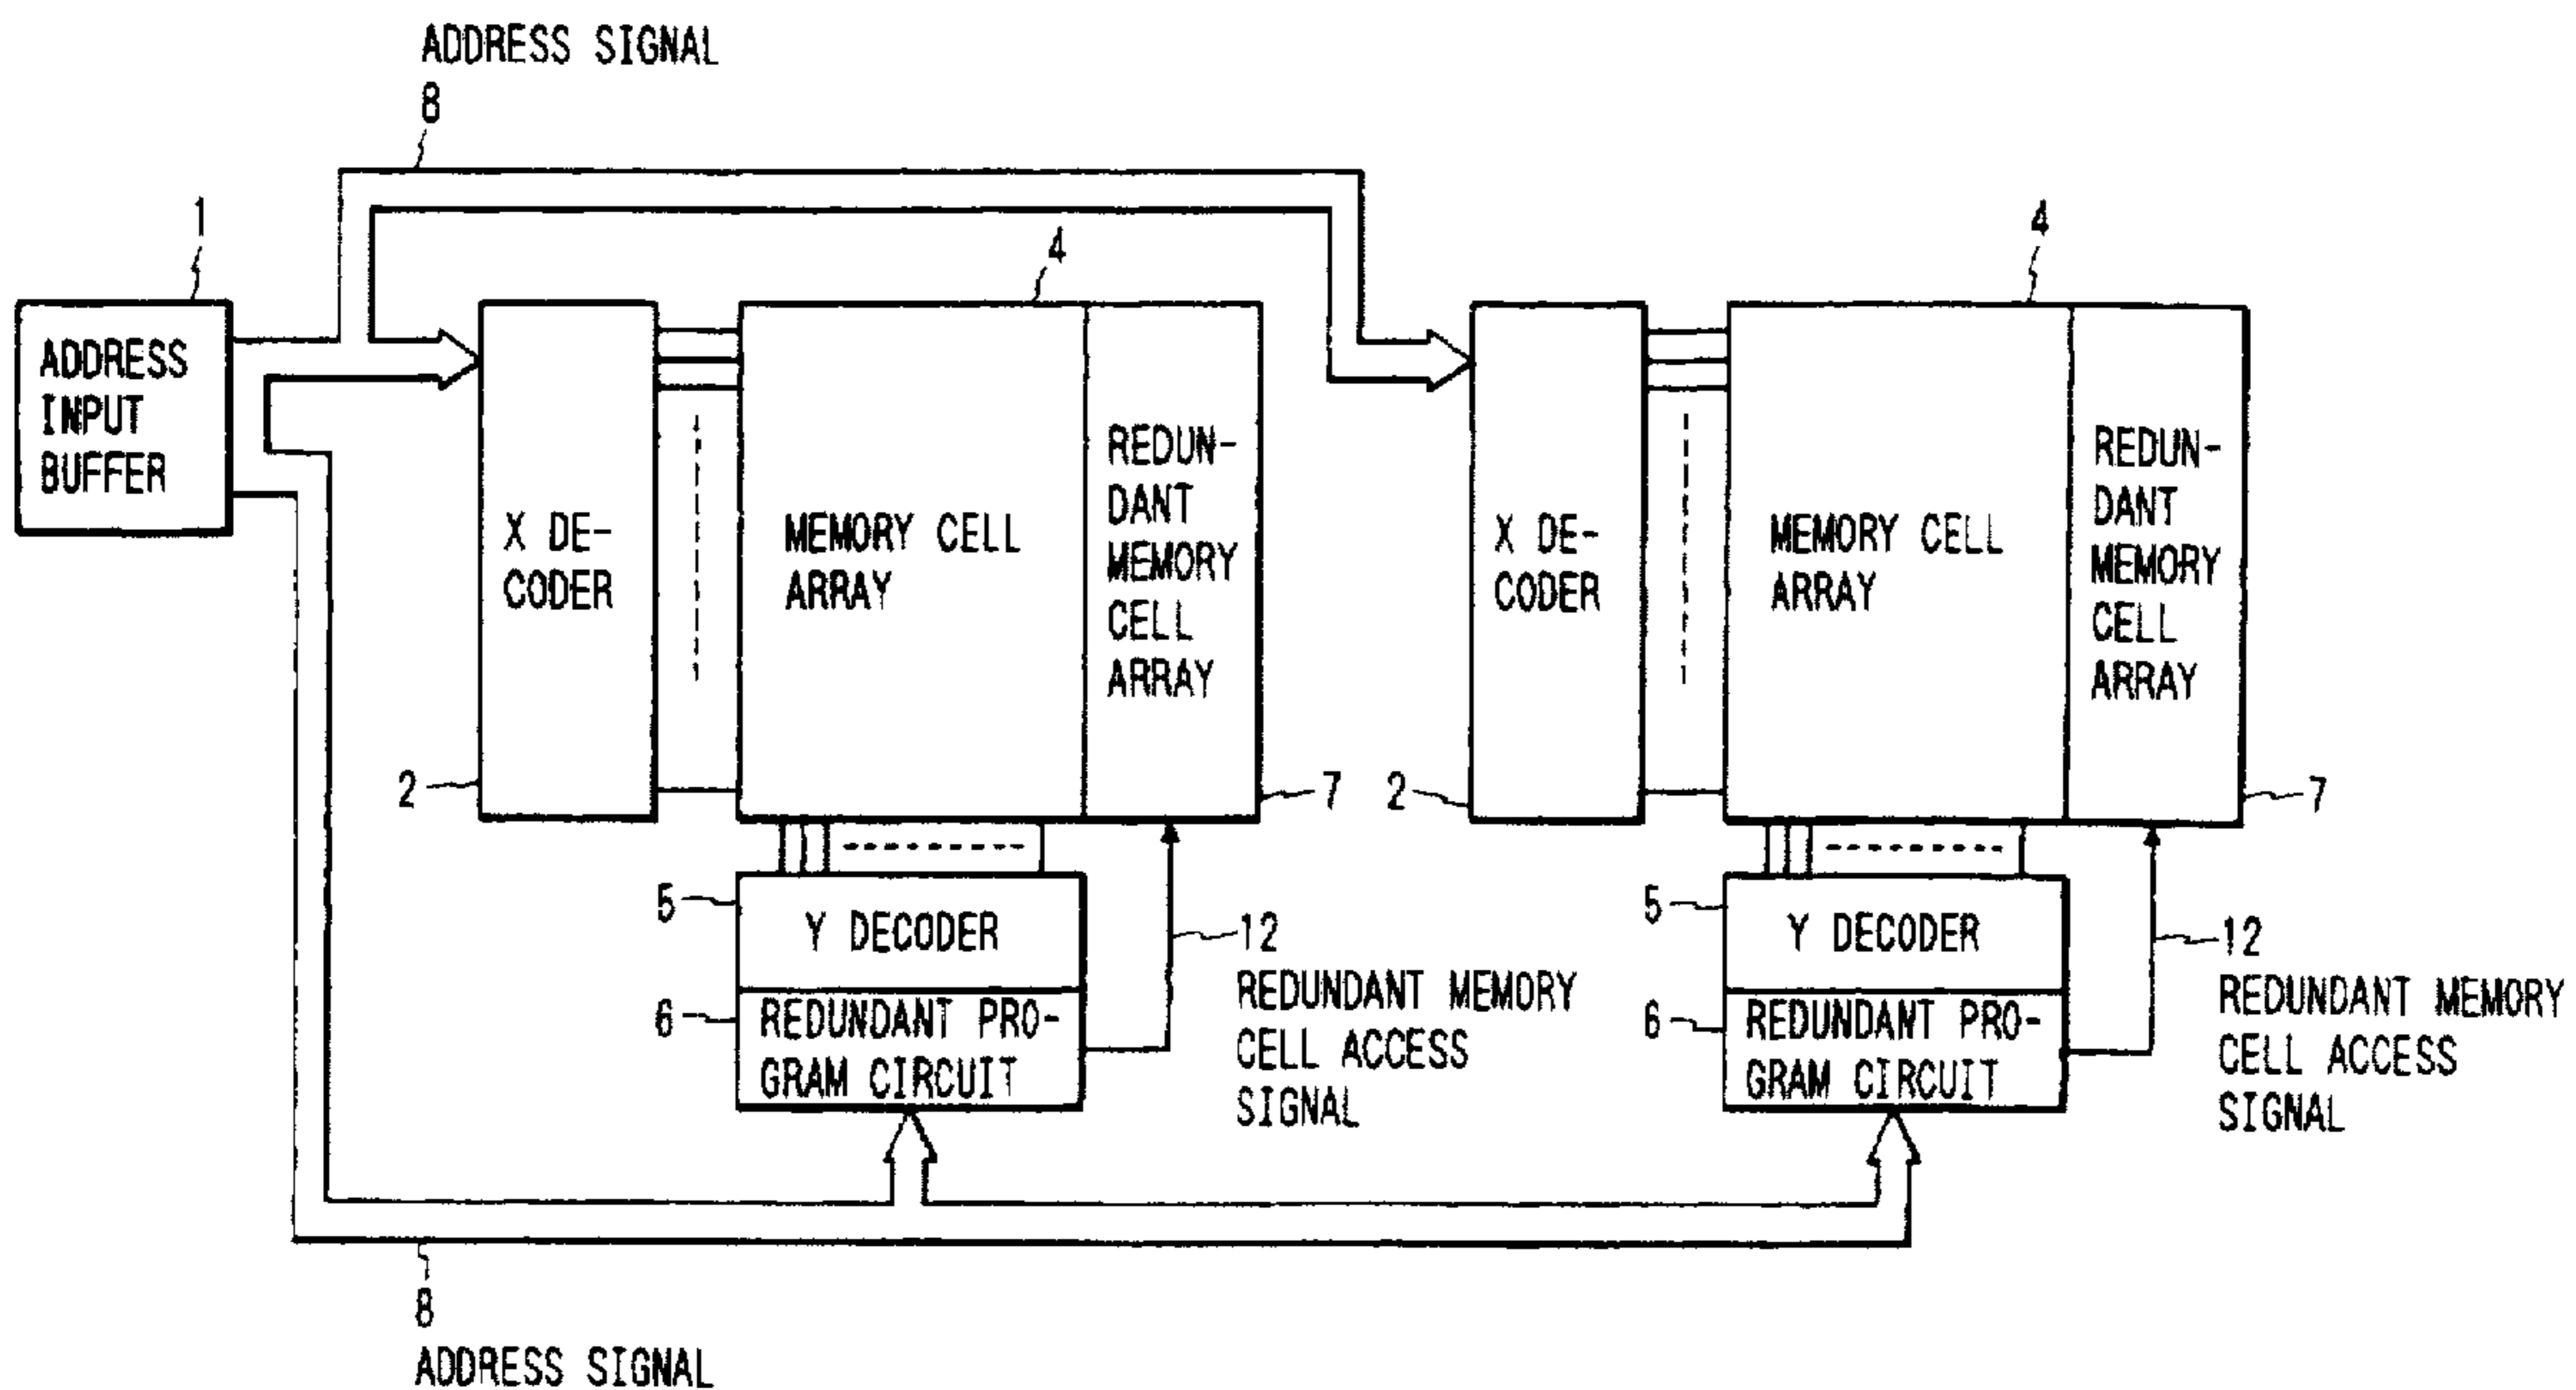 ADDRESS SIGNAL
8
1
ADDRESS
INPUT
BUFFER
2
X DE-
CODER
4
MEMORY CELL
ARRAY
REDUN-
DANT
MEMORY
CELL
ARRAY
7
5
Y DECODER
6
REDUNDANT PRO-
GRAM CIRCUIT
12
REDUNDANT MEMORY
CELL ACCESS
SIGNAL
2
X DE-
CODER
4
MEMORY CELL
ARRAY
REDUN-
DANT
MEMORY
CELL
ARRAY
7
5
Y DECODER
6
REDUNDANT PRO-
GRAM CIRCUIT
12
REDUNDANT MEMORY
CELL ACCESS
SIGNAL
8
ADDRESS SIGNAL